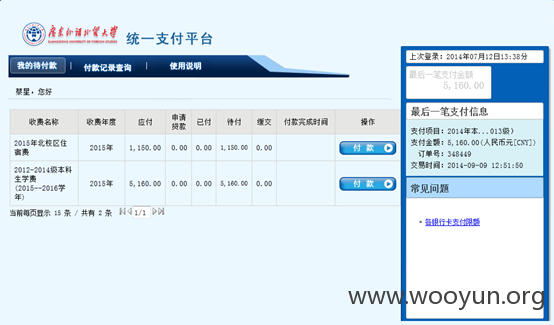 广东外语外贸大学
GUANGDONG UNIVERSITY OF FOREIGN STUDIES
统一支付平台
我的待付款 | 付款记录查询 | 使用说明
蔡星，您好
收费名称 收费年度 应付 申请贷款 已付 待付 缓交 付款完成时间 操作
2015年北校区住宿费 2015年 1,150.00 0.00 0.00 1,150.00 0.00 付 款
2012-2014级本科生学费(2015--2016学年) 2015年 5,160.00 0.00 0.00 5,160.00 0.00 付 款
当前每页显示 15 条 / 共有 2 条 1/1
上次登录：2014年07月12日13:38分
最后一笔支付金额
5,160.00
最后一笔支付信息
支付项目：2014年本...013级)
支付金额：5,160.00(人民币元[CNY])
订单号：348449
交易时间：2014-09-09 12:51:50
常见问题
各银行卡支付限额
www.wooyun.org